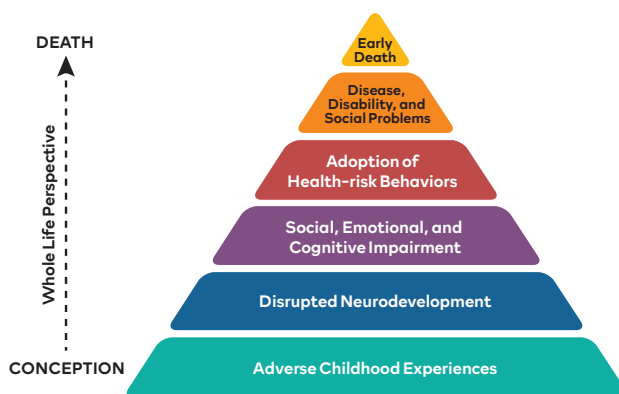 DEATH
Whole Life Perspective
CONCEPTION
Early
Death
Disease,
Disability, and
Social Problems
Adoption of
Health-risk Behaviors
Social, Emotional, and
Cognitive Impairment
Disrupted Neurodevelopment
Adverse Childhood Experiences